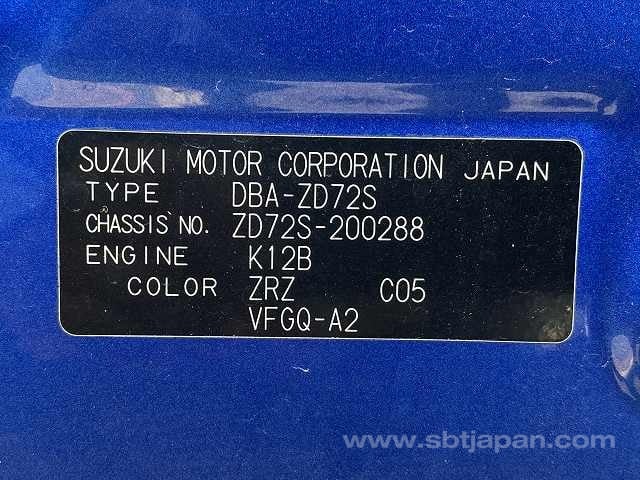 SUZUKI MOTOR CORPORATION JAPAN
TYPE DBA-ZD72S
CHASSIS NO. ZD72S-200288
ENGINE K12B
COLOR ZRZ C05
VFGQ-A2
www.sbtjapan.com